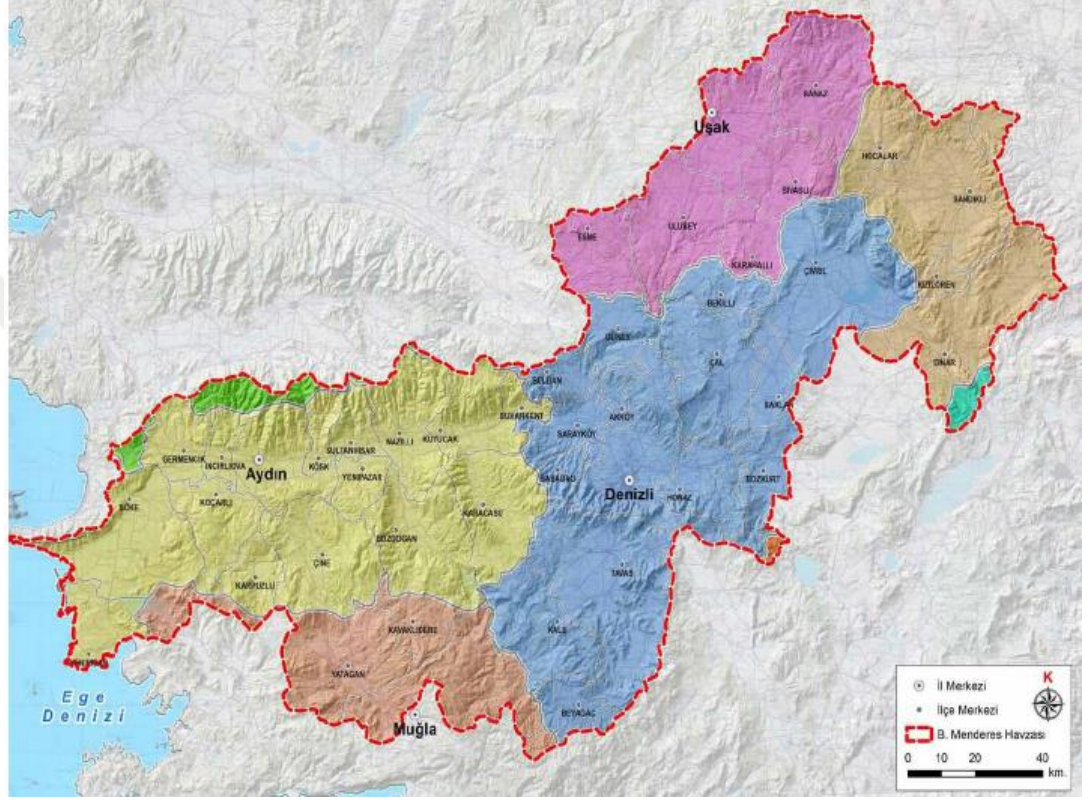 BANAZ
Uşak
HOCALAR
SİVASLI
SANDIKLI
ULUBEY
EŞME
KARAHALLI
ÇİVRİL
KIZILÖREN
BEKİLLİ
GÜNEY
ÇAL
DİNAR
BULDAN
BAKLAN
BUHARKENT
AKKÖY
SARAYKÖY
KUYUCAK
NAZİLLİ
SULTANHİSAR
GERMENCİK
İNCİRLİOVA
Aydın
KÖŞK
YENİPAZAR
BABADAĞ
Denizli
HONAZ
BOZKURT
KOÇARLI
SÖKE
KARACASU
BOZDOĞAN
ÇİNE
KARPUZLU
TAVAS
KAVAKLIDERE
KALE
YATAĞAN
BEYAĞAÇ
Muğla
Ege
Denizi
K
İl Merkezi
İlçe Merkezi
B. Menderes Havzası
0 10 20 40
km.